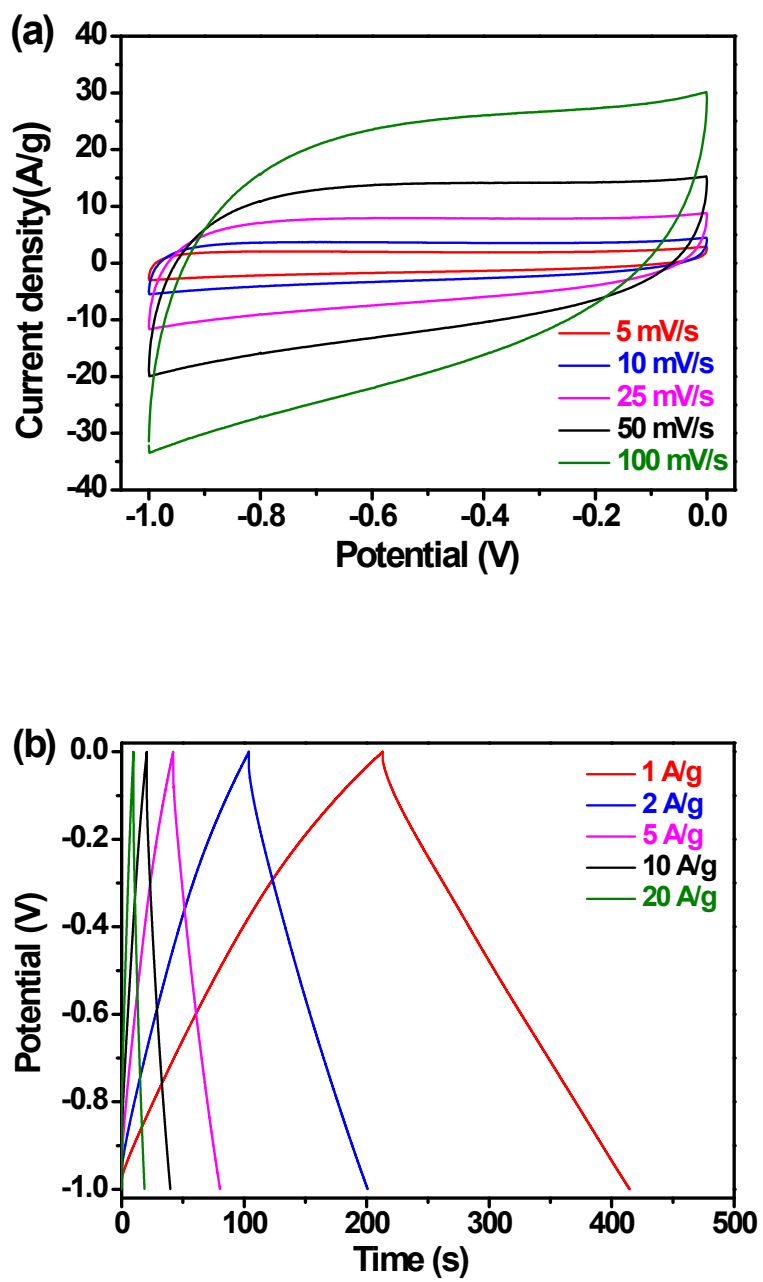 (a)
Current density(A/g)
40
30
20
10
0
-10
-20
-30
-40
-1.0 -0.8 -0.6 -0.4 -0.2 0.0
Potential (V)
5 mV/s
10 mV/s
25 mV/s
50 mV/s
100 mV/s
(b)
Potential (V)
0.0
-0.2
-0.4
-0.6
-0.8
-1.0
0 100 200 300 400 500
Time (s)
1 A/g
2 A/g
5 A/g
10 A/g
20 A/g